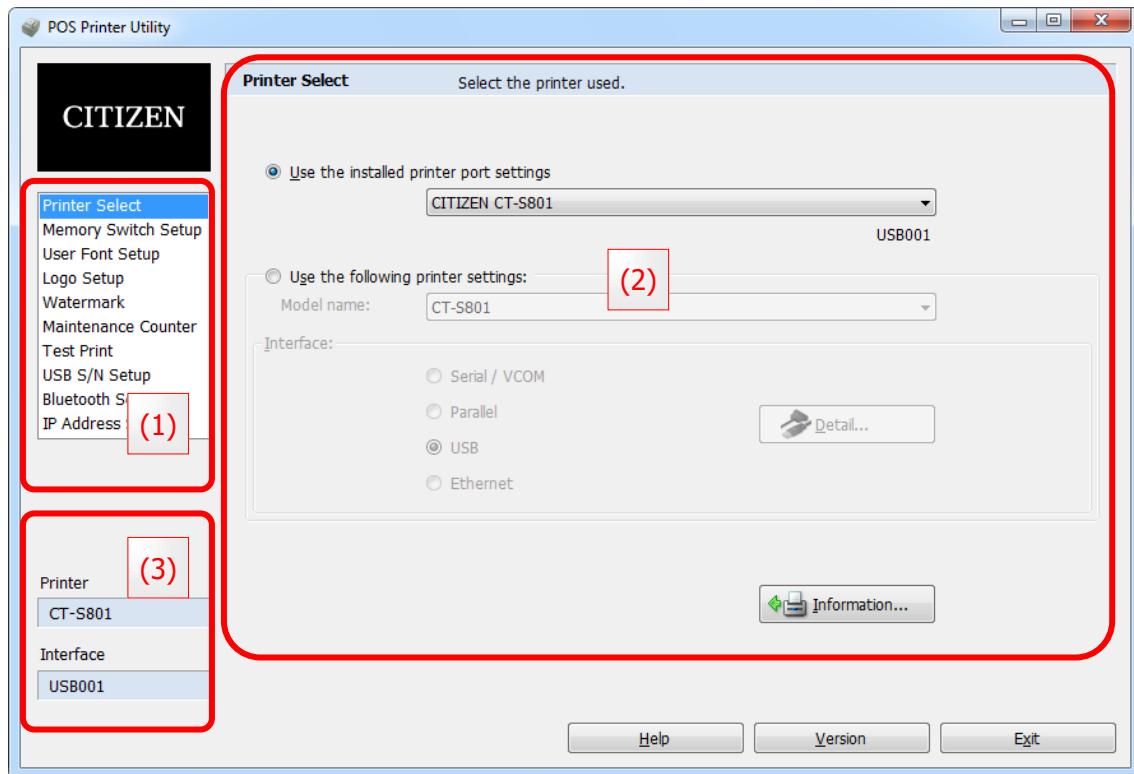 POS Printer Utility
CITIZEN
Printer Select
Memory Switch Setup
User Font Setup
Logo Setup
Watermark
Maintenance Counter
Test Print
USB S/N Setup
Bluetooth
IP Address
(1)
Printer Select Select the printer used.
Use the installed printer port settings
CITIZEN CT-S801
USB001
Use the following printer settings:
(2)
Model name: CT-S801
Interface:
Serial / VCOM
Parallel
USB
Ethernet
Detail...
Information...
(3)
Printer
CT-S801
Interface
USB001
Help Version Exit